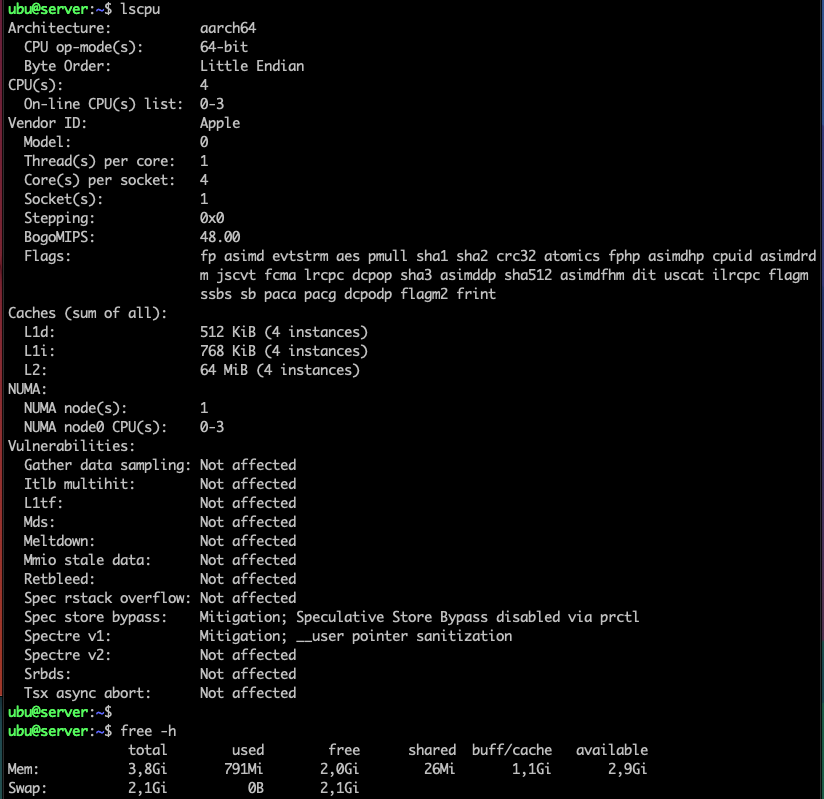 ubu@server:~$ lscpu
Architecture:           aarch64
  CPU op-mode(s):       64-bit
  Byte Order:           Little Endian
CPU(s):                 4
  On-line CPU(s) list:  0-3
Vendor ID:              Apple
  Model:                0
  Thread(s) per core:   1
  Core(s) per socket:   4
  Socket(s):            1
  Stepping:             0x0
  BogoMIPS:             48.00
  Flags:                fp asimd evtstrm aes pmull sha1 sha2 crc32 atomics fphp asimdhp cpuid asimdrd
                        m jscvt fcma lrcpc dcpop sha3 asimddp sha512 asimdfhm dit uscat ilrcpc flagm
                        ssbs sb paca pacg dcpodp flagm2 frint
Caches (sum of all):
  L1d:                  512 KiB (4 instances)
  L1i:                  768 KiB (4 instances)
  L2:                   64 MiB (4 instances)
NUMA:
  NUMA node(s):         1
  NUMA node0 CPU(s):    0-3
Vulnerabilities:
  Gather data sampling: Not affected
  Itlb multihit:        Not affected
  L1tf:                 Not affected
  Mds:                  Not affected
  Meltdown:             Not affected
  Mmio stale data:      Not affected
  Retbleed:             Not affected
  Spec rstack overflow: Not affected
  Spec store bypass:    Mitigation; Speculative Store Bypass disabled via prctl
  Spectre v1:           Mitigation; __user pointer sanitization
  Spectre v2:           Not affected
  Srbds:                Not affected
  Tsx async abort:      Not affected
ubu@server:~$
ubu@server:~$ free -h
               total        used        free      shared  buff/cache   available
Mem:           3,8Gi       791Mi       2,0Gi        26Mi       1,1Gi       2,9Gi
Swap:          2,1Gi          0B       2,1Gi